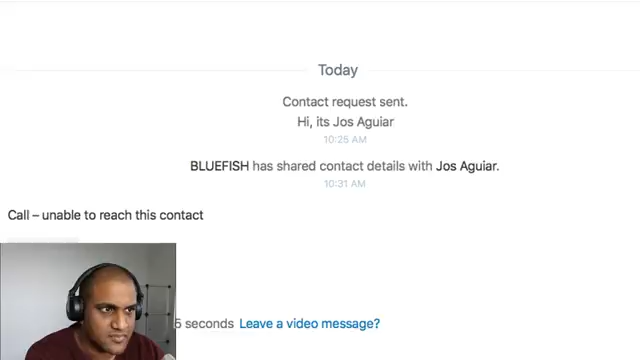 Today
Contact request sent.
Hi, its Jos Aguiar
10:25 AM
BLUEFISH has shared contact details with Jos Aguiar.
10:31 AM
Call – unable to reach this contact
5 seconds Leave a video message?